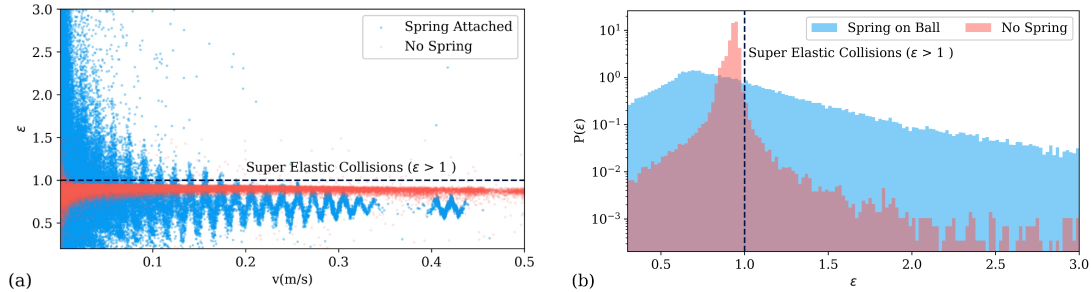 3.0
2.5
2.0
1.5
1.0
0.5
ε
Spring Attached
No Spring
Super Elastic Collisions (ε > 1 )
0.1
0.2
0.3
0.4
0.5
v(m/s)
(a)
10¹
10⁰
10⁻¹
10⁻²
10⁻³
P(ε)
Spring on Ball
No Spring
Super Elastic Collisions (ε > 1 )
0.5
1.0
1.5
2.0
2.5
3.0
ε
(b)